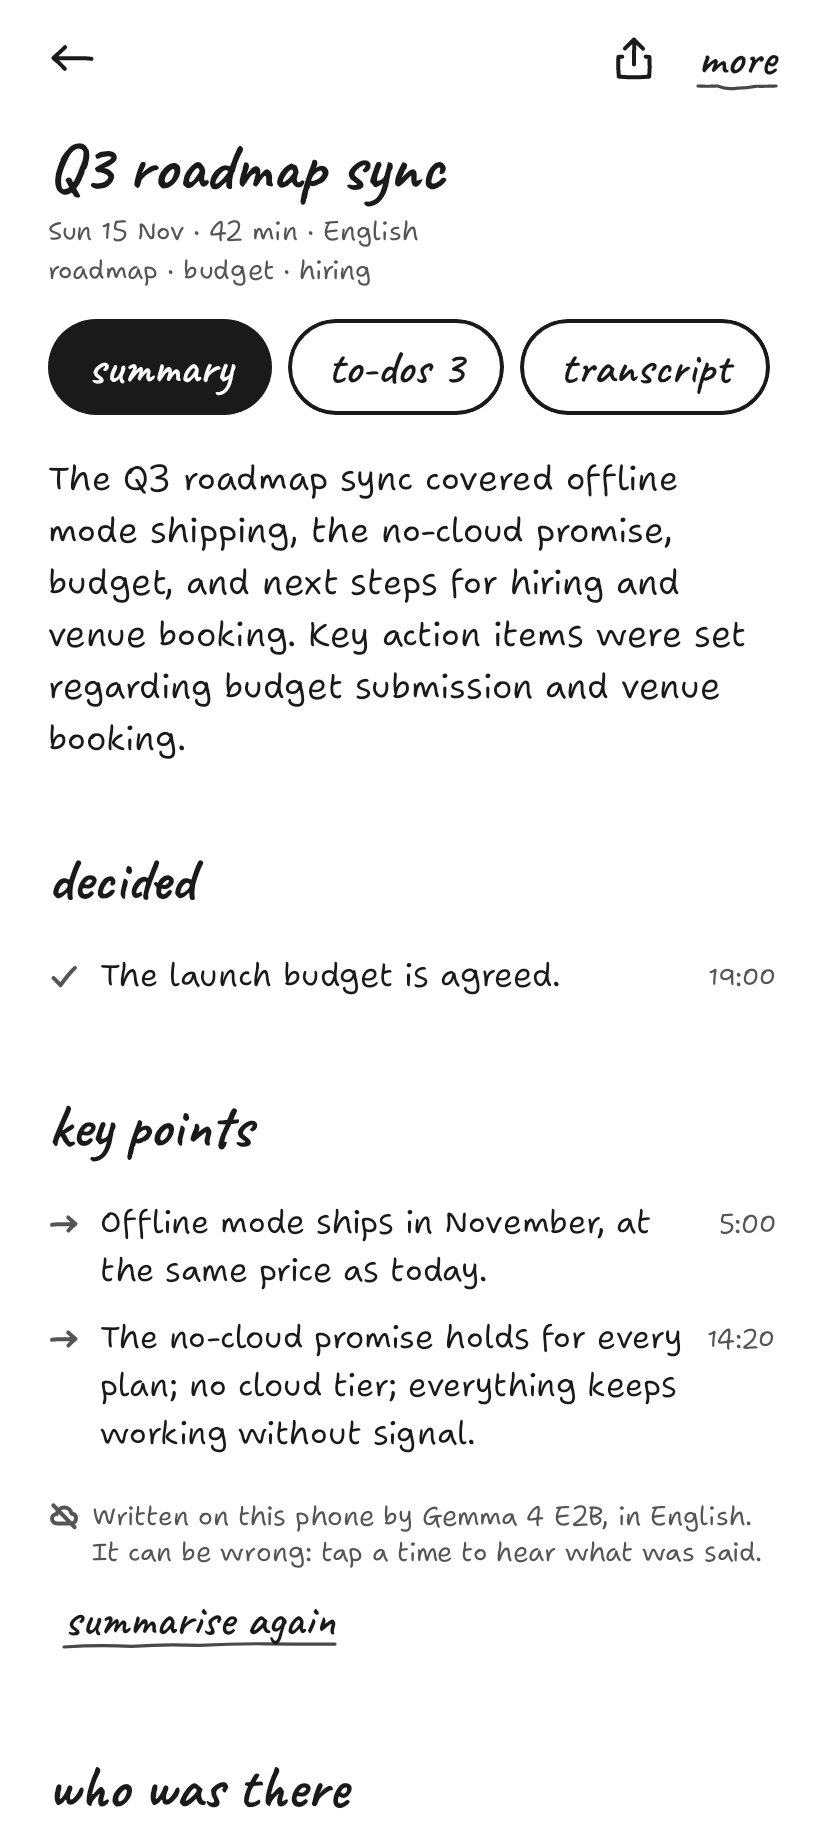 more
Q3 roadmap sync
Sun 15 Nov · 42 min · English
roadmap · budget · hiring
summary
to-dos 3
transcript
The Q3 roadmap sync covered offline
mode shipping, the no-cloud promise,
budget, and next steps for hiring and
venue booking. Key action items were set
regarding budget submission and venue
booking.
decided
The launch budget is agreed. 19:00
key points
Offline mode ships in November, at 5:00
the same price as today.
The no-cloud promise holds for every 14:20
plan; no cloud tier; everything keeps
working without signal.
Written on this phone by Gemma 4 E2B, in English.
It can be wrong: tap a time to hear what was said.
summarise again
who was there